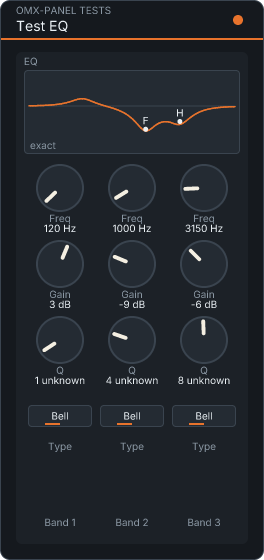 OMX-PANEL TESTS
Test EQ
EQ
F
H
exact
Freq Freq Freq
120 Hz 1000 Hz 3150 Hz
Gain Gain Gain
3 dB -9 dB -6 dB
Q Q Q
1 unknown 4 unknown 8 unknown
Bell Bell Bell
Type Type Type
Band 1 Band 2 Band 3